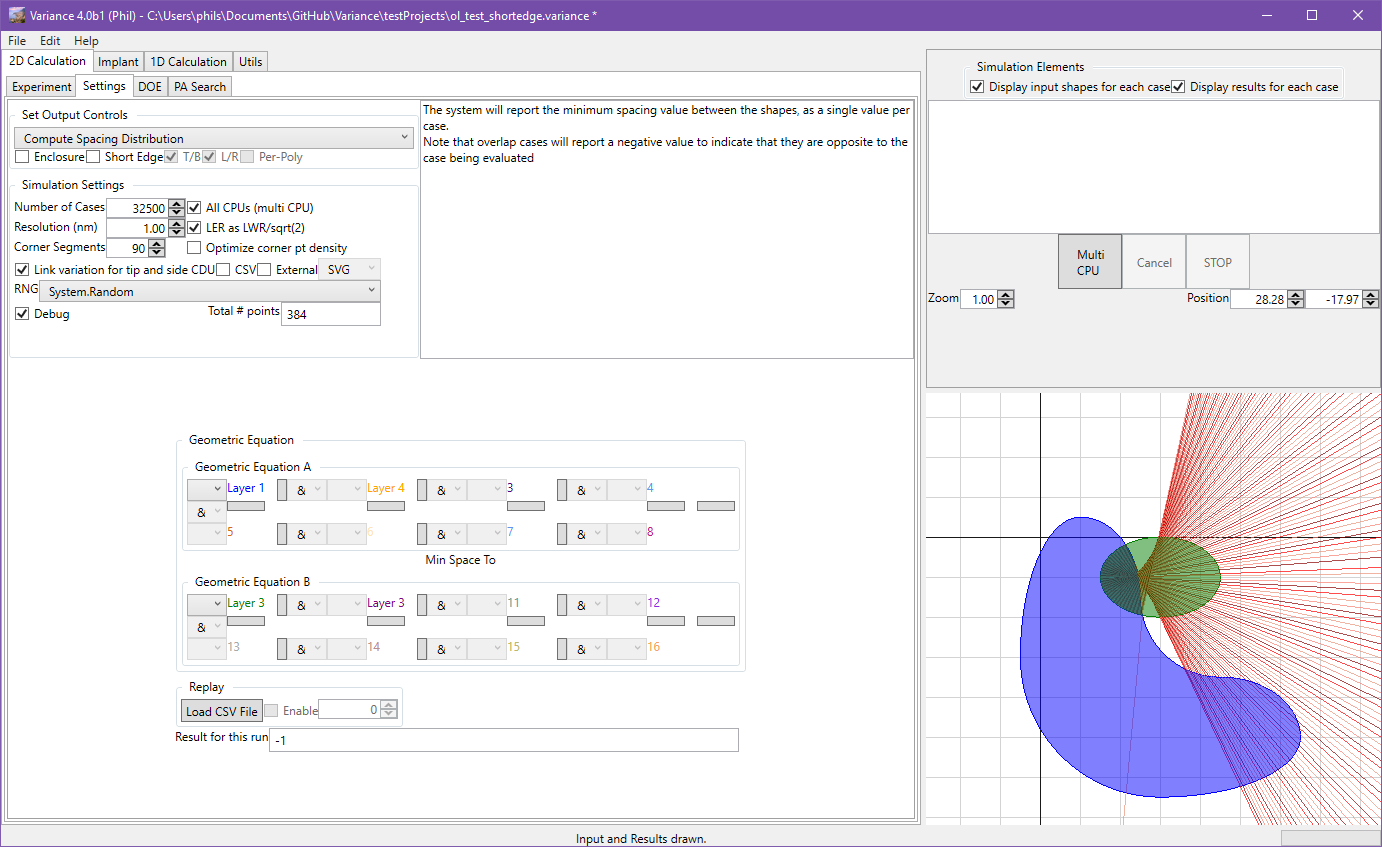 Variance 4.0b1 (Phil) - C:\Users\phils\Documents\GitHub\Variance\testProjects\ol_test_shortedge.variance *
File Edit Help
2D Calculation Implant 1D Calculation Utils
Experiment Settings DOE PA Search
Set Output Controls
Compute Spacing Distribution
Enclosure Short Edge T/B L/R Per-Poly
Simulation Settings
Number of Cases 32500 All CPUs (multi CPU)
Resolution (nm) 1.00 LER as LWR/sqrt(2)
Corner Segments 90 Optimize corner pt density
Link variation for tip and side CDU CSV External SVG
RNG System.Random
Debug Total # points 384
The system will report the minimum spacing value between the shapes, as a single value per
case.
Note that overlap cases will report a negative value to indicate that they are opposite to the
case being evaluated
Geometric Equation
Geometric Equation A
Layer 1 & Layer 4 & 3 & 4
&
5 & 6 & 7 & 8
Min Space To
Geometric Equation B
Layer 3 & Layer 3 & 11 & 12
&
13 & 14 & 15 & 16
Replay
Load CSV File Enable 0
Result for this run -1
Simulation Elements
Display input shapes for each case Display results for each case
Multi
CPU
Cancel STOP
Zoom 1.00 Position 28.28 -17.97
Input and Results drawn.